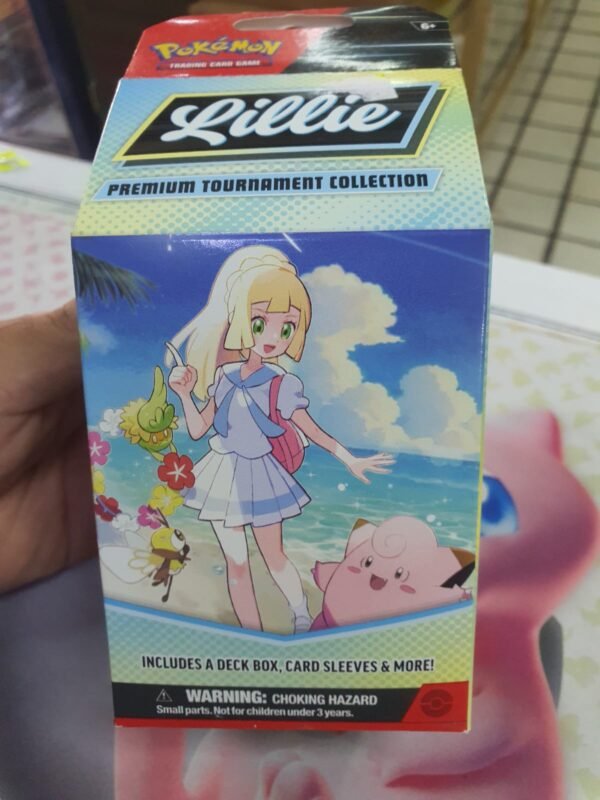 6+
POKÉMON
TRADING CARD GAME
Lillie
PREMIUM TOURNAMENT COLLECTION
INCLUDES A DECK BOX, CARD SLEEVES & MORE!
WARNING: CHOKING HAZARD
Small parts. Not for children under 3 years.